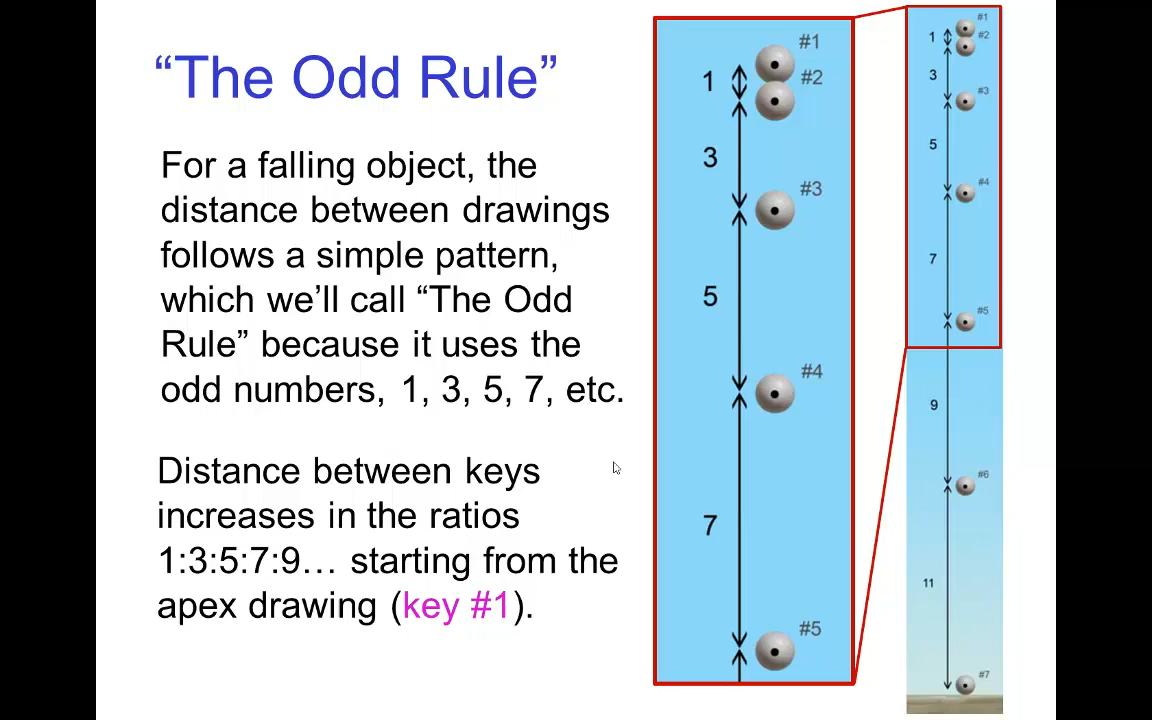 “The Odd Rule”
For a falling object, the
distance between drawings
follows a simple pattern,
which we’ll call “The Odd
Rule” because it uses the
odd numbers, 1, 3, 5, 7, etc.
Distance between keys
increases in the ratios
1:3:5:7:9… starting from the
apex drawing (key #1).
#1
1
#2
3
#3
5
#4
7
#5
#1
1
#2
3
#3
5
#4
7
#5
9
#6
11
#7